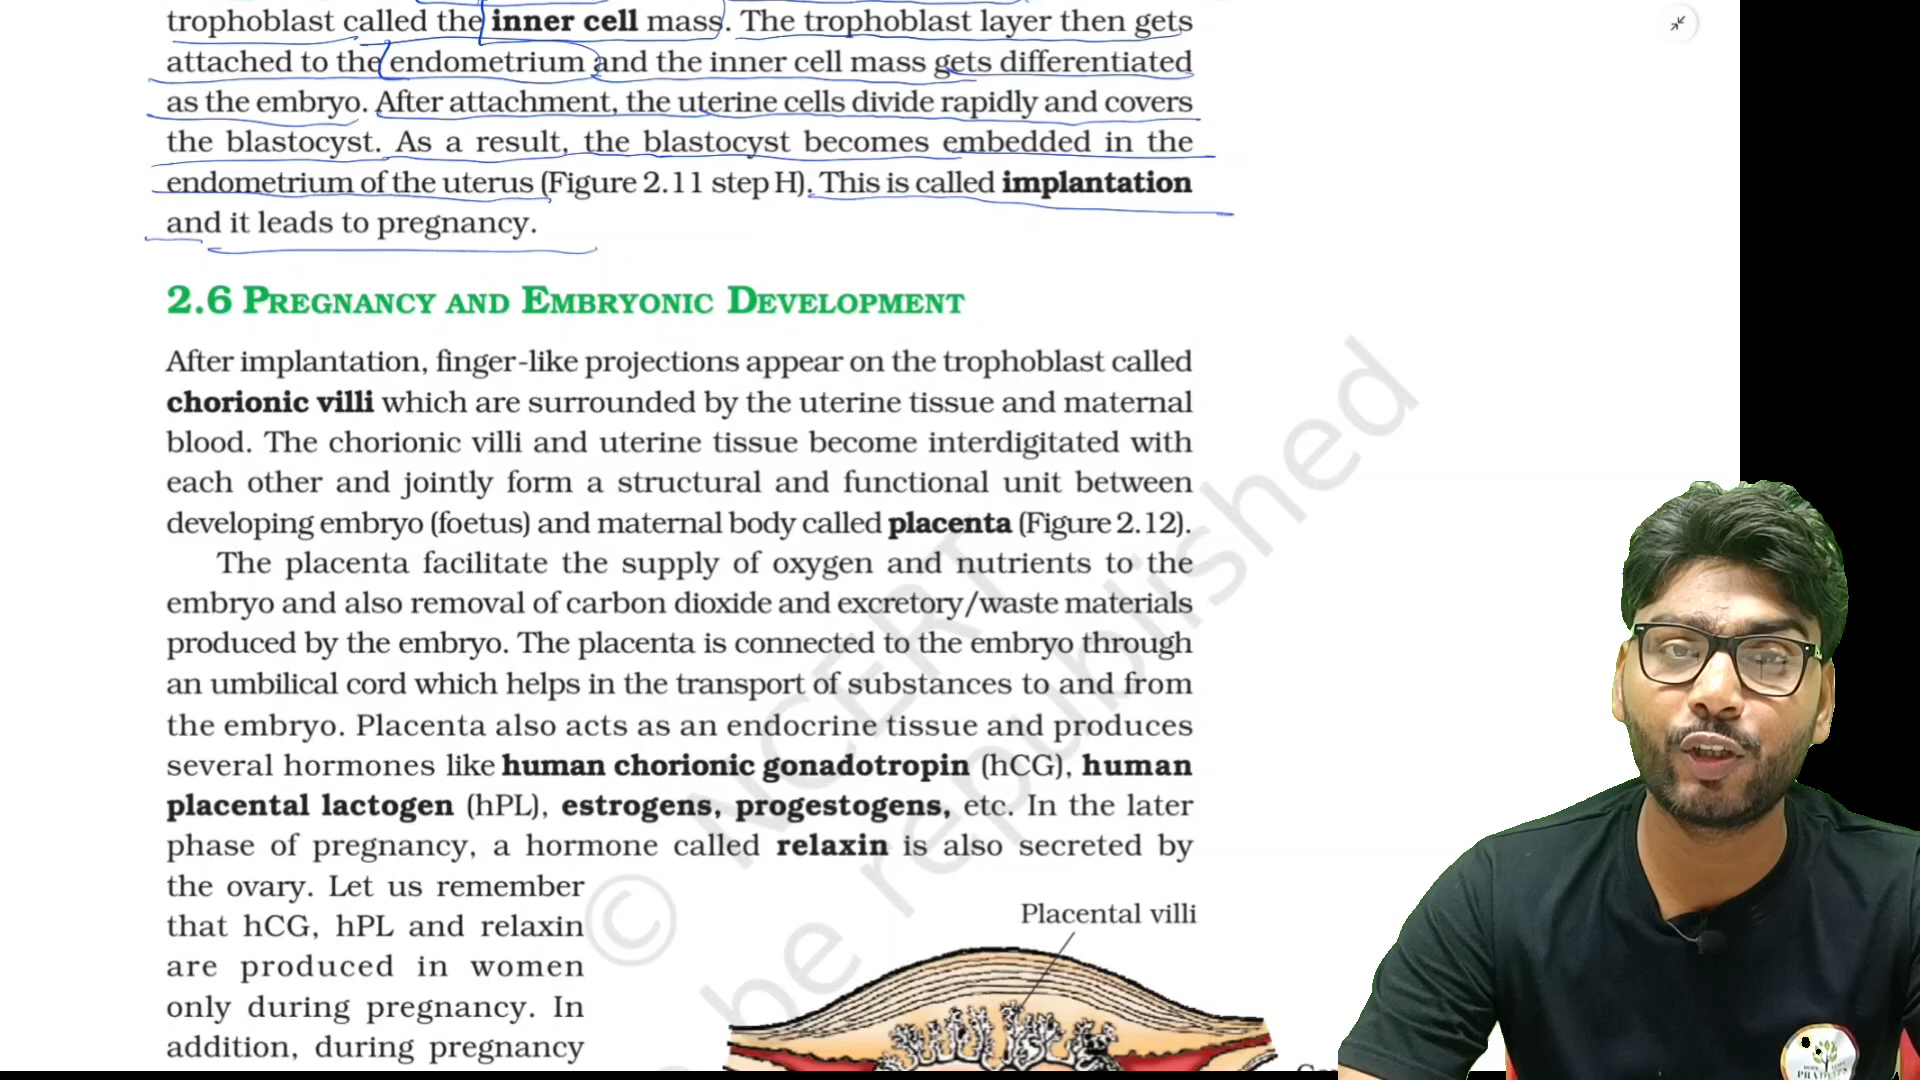 trophoblast called the inner cell mass. The trophoblast layer then gets
attached to the endometrium and the inner cell mass gets differentiated
as the embryo. After attachment, the uterine cells divide rapidly and covers
the blastocyst. As a result, the blastocyst becomes embedded in the
endometrium of the uterus (Figure 2.11 step H). This is called implantation
and it leads to pregnancy.
2.6 PREGNANCY AND EMBRYONIC DEVELOPMENT
After implantation, finger-like projections appear on the trophoblast called
chorionic villi which are surrounded by the uterine tissue and maternal
blood. The chorionic villi and uterine tissue become interdigitated with
each other and jointly form a structural and functional unit between
developing embryo (foetus) and maternal body called placenta (Figure 2.12).
The placenta facilitate the supply of oxygen and nutrients to the
embryo and also removal of carbon dioxide and excretory/waste materials
produced by the embryo. The placenta is connected to the embryo through
an umbilical cord which helps in the transport of substances to and from
the embryo. Placenta also acts as an endocrine tissue and produces
several hormones like human chorionic gonadotropin (hCG), human
placental lactogen (hPL), estrogens, progestogens, etc. In the later
phase of pregnancy, a hormone called relaxin is also secreted by
the ovary. Let us remember
that hCG, hPL and relaxin
are produced in women
only during pregnancy. In
addition, during pregnancy
Placental villi
© NCERT
be republished